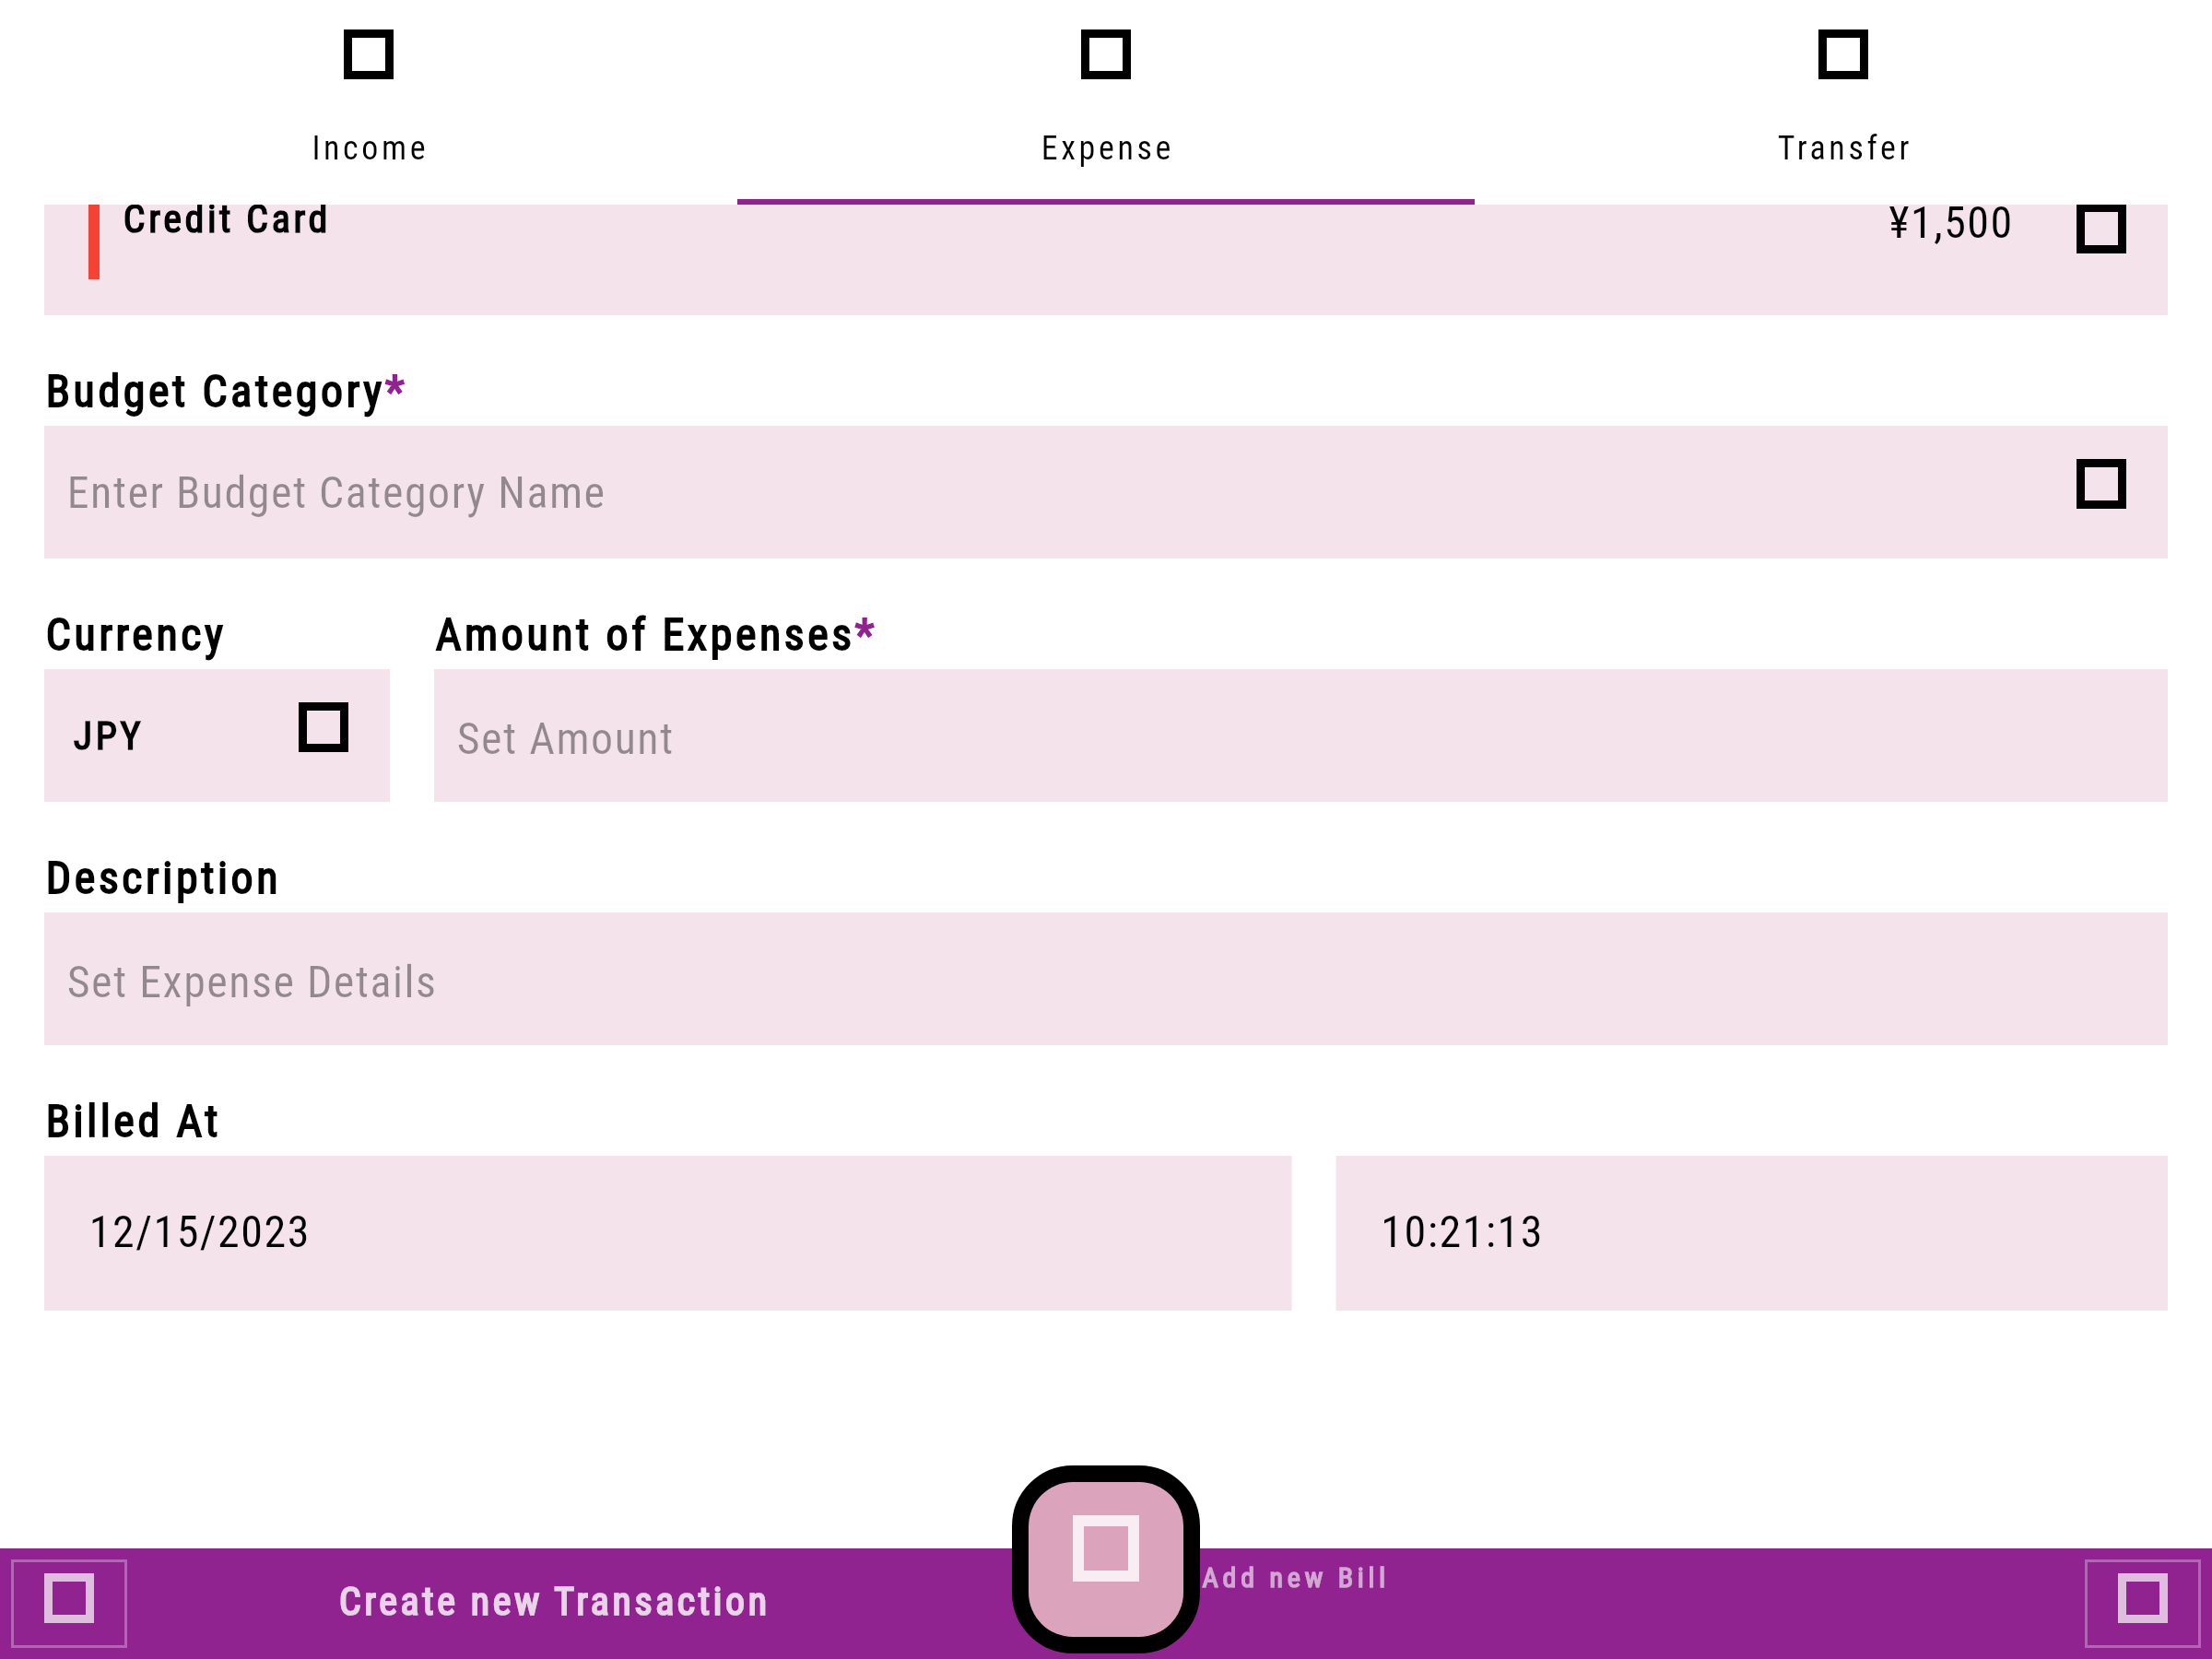 Income
Expense
Transfer
Credit Card
¥1,500
Budget Category*
Enter Budget Category Name
Currency
Amount of Expenses*
JPY
Set Amount
Description
Set Expense Details
Billed At
12/15/2023
10:21:13
Create new Transaction
Add new Bill